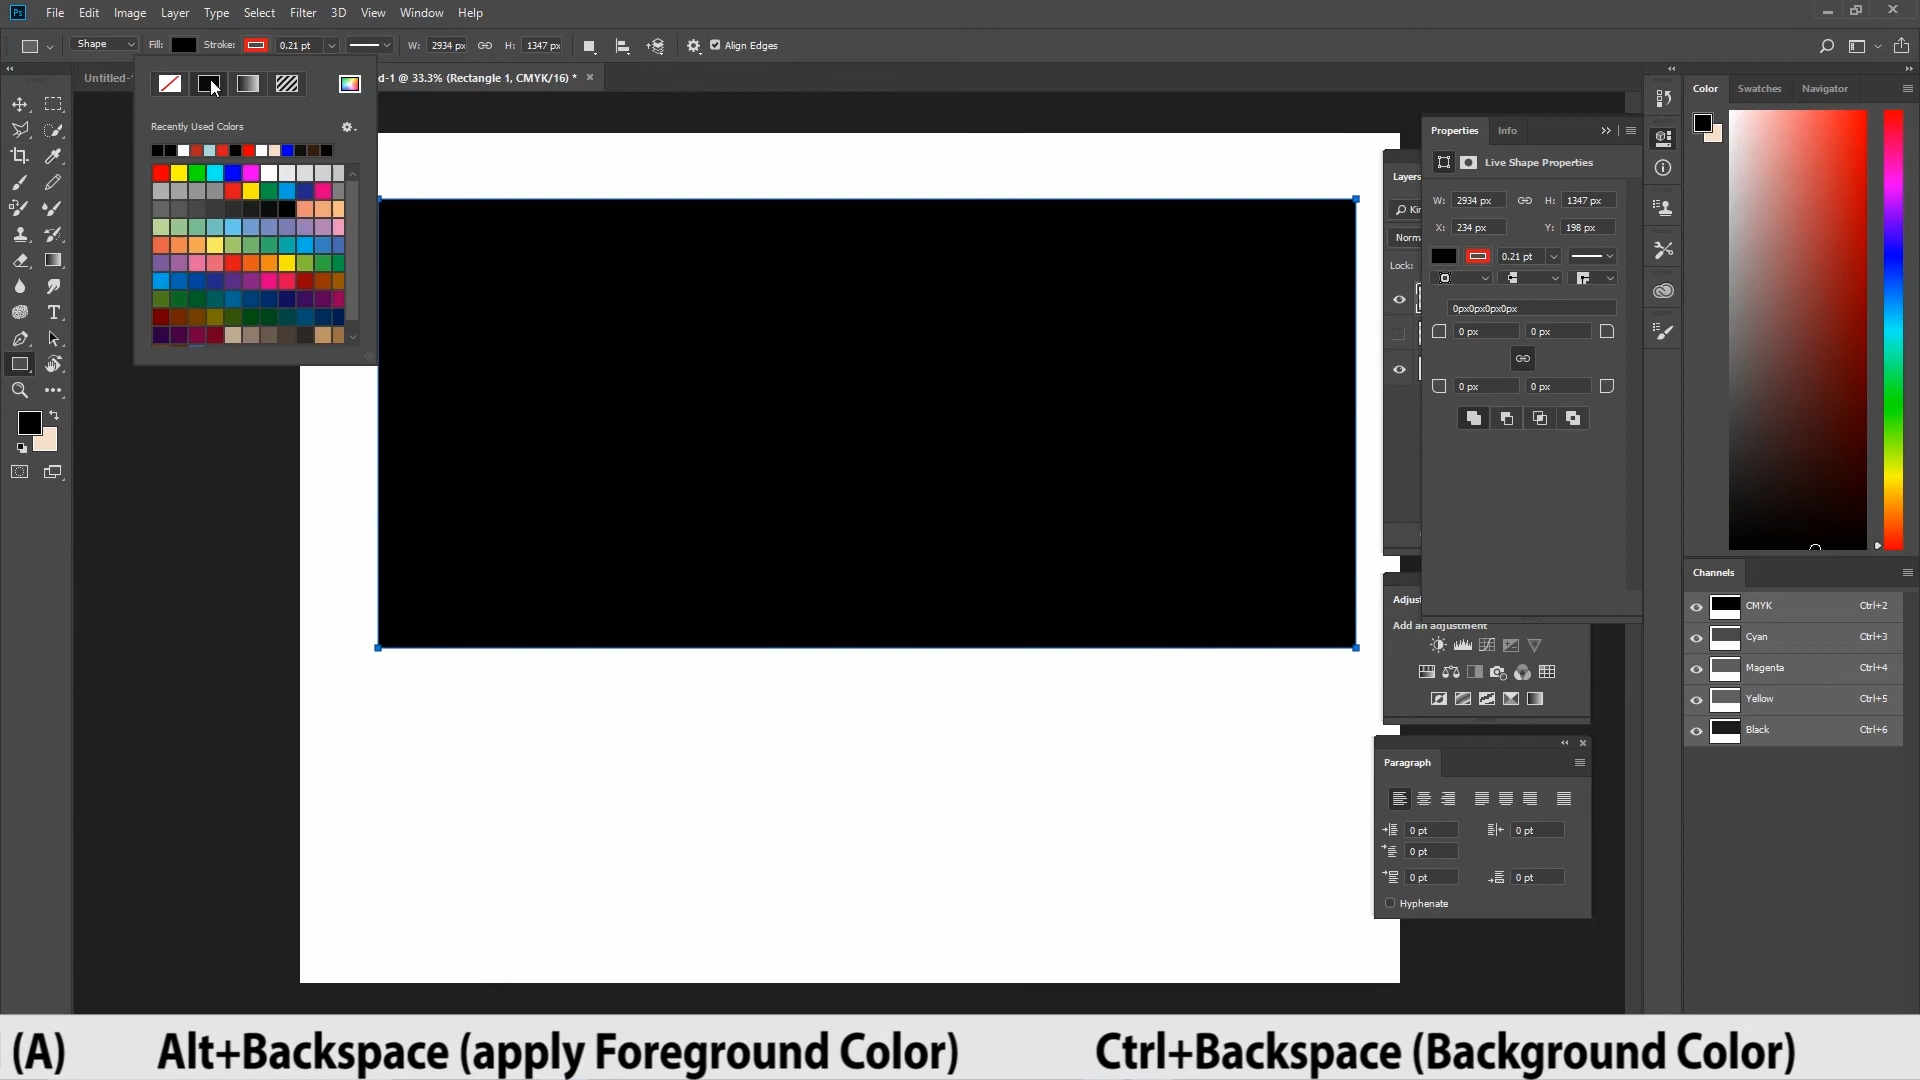 Ps File Edit Image Layer Type Select Filter 3D View Window Help
Shape Fill: Stroke: 0.21 pt W: 2934 px H: 1347 px Align Edges
Untitled- d-1 @ 33.3% (Rectangle 1, CMYK/16) * ×
Recently Used Colors
Properties Info
Live Shape Properties
W: 2934 px H: 1347 px
X: 234 px Y: 198 px
0.21 pt
0px0px0px0px
0 px 0 px
0 px 0 px
Layers
Norm
Lock:
Adjus
Add an adjustment
Paragraph
0 pt 0 pt
0 pt
0 pt 0 pt
Hyphenate
Color Swatches Navigator
Channels
CMYK Ctrl+2
Cyan Ctrl+3
Magenta Ctrl+4
Yellow Ctrl+5
Black Ctrl+6
(A) Alt+Backspace (apply Foreground Color) Ctrl+Backspace (Background Color)